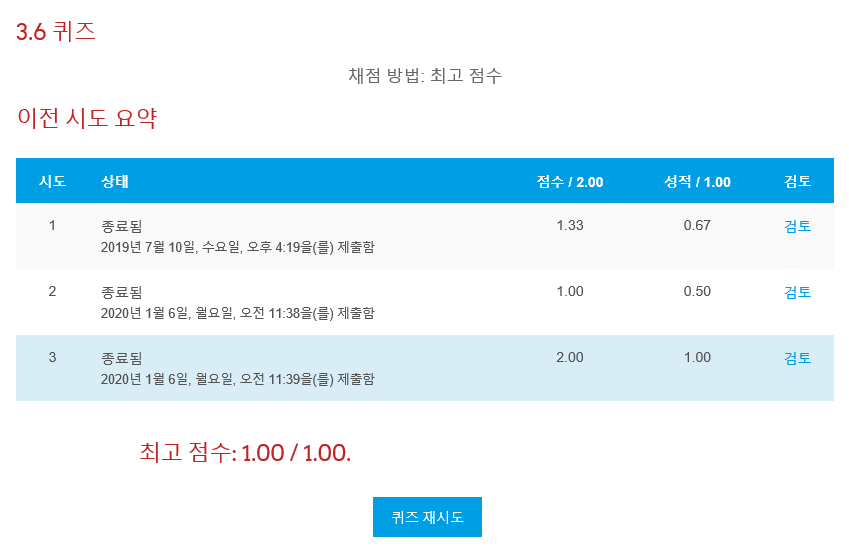 3.6 퀴즈
채점 방법: 최고 점수
이전 시도 요약
시도 상태 점수 / 2.00 성적 / 1.00 검토
1 종료됨 1.33 0.67 검토
2019년 7월 10일, 수요일, 오후 4:19을(를) 제출함
2 종료됨 1.00 0.50 검토
2020년 1월 6일, 월요일, 오전 11:38을(를) 제출함
3 종료됨 2.00 1.00 검토
2020년 1월 6일, 월요일, 오전 11:39을(를) 제출함
최고 점수: 1.00 / 1.00.
퀴즈 재시도